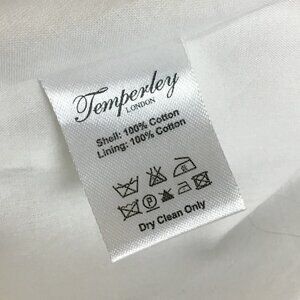 Temperley
LONDON
Shell: 100% Cotton
Lining: 100% Cotton
Dry Clean Only